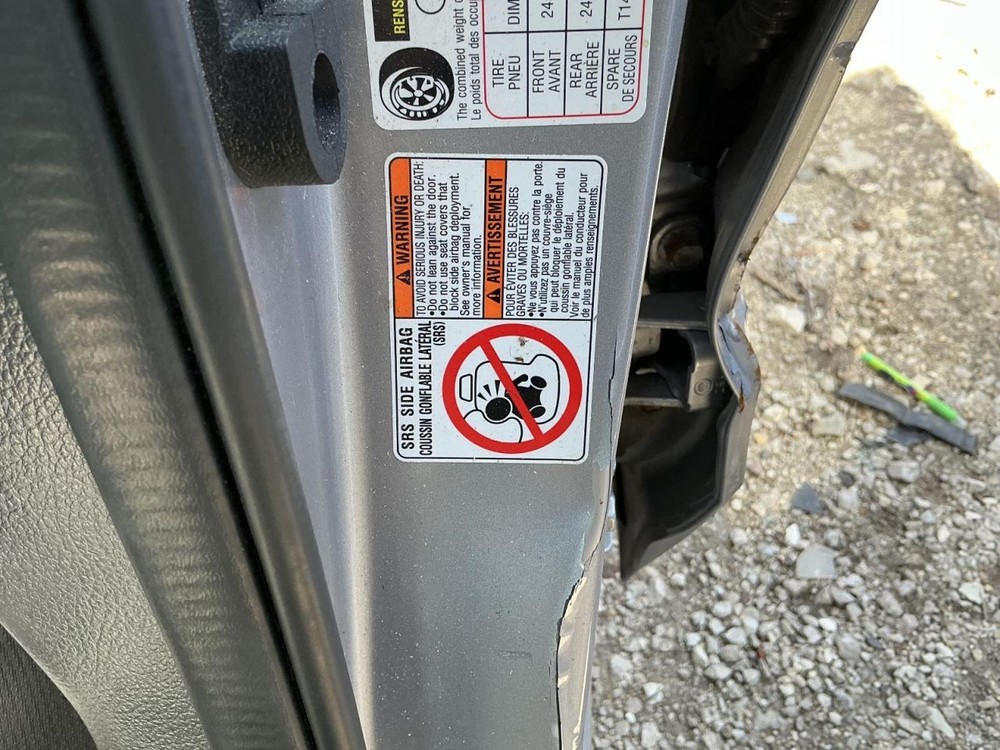 RENS
The combined weight o
Le poids total des occu
TIRE
PNEU
DIM
FRONT
AVANT
24
REAR
ARRIÈRE
24
SPARE
DE SECOURS
T14
SRS SIDE AIRBAG
COUSSIN GONFLABLE LATÉRAL
(SRS)
WARNING
TO AVOID SERIOUS INJURY OR DEATH:
•Do not lean against the door.
•Do not use seat covers that
block side airbag deployment.
See owner's manual for
more information.
AVERTISSEMENT
POUR ÉVITER DES BLESSURES
GRAVES OU MORTELLES:
•Ne vous appuyez pas contre la porte.
•N'utilizez pas un couvre-siège
qui peut bloquer le déploiement du
coussin gonflable latéral.
Voir le manuel du conducteur pour
de plus amples renseignements.